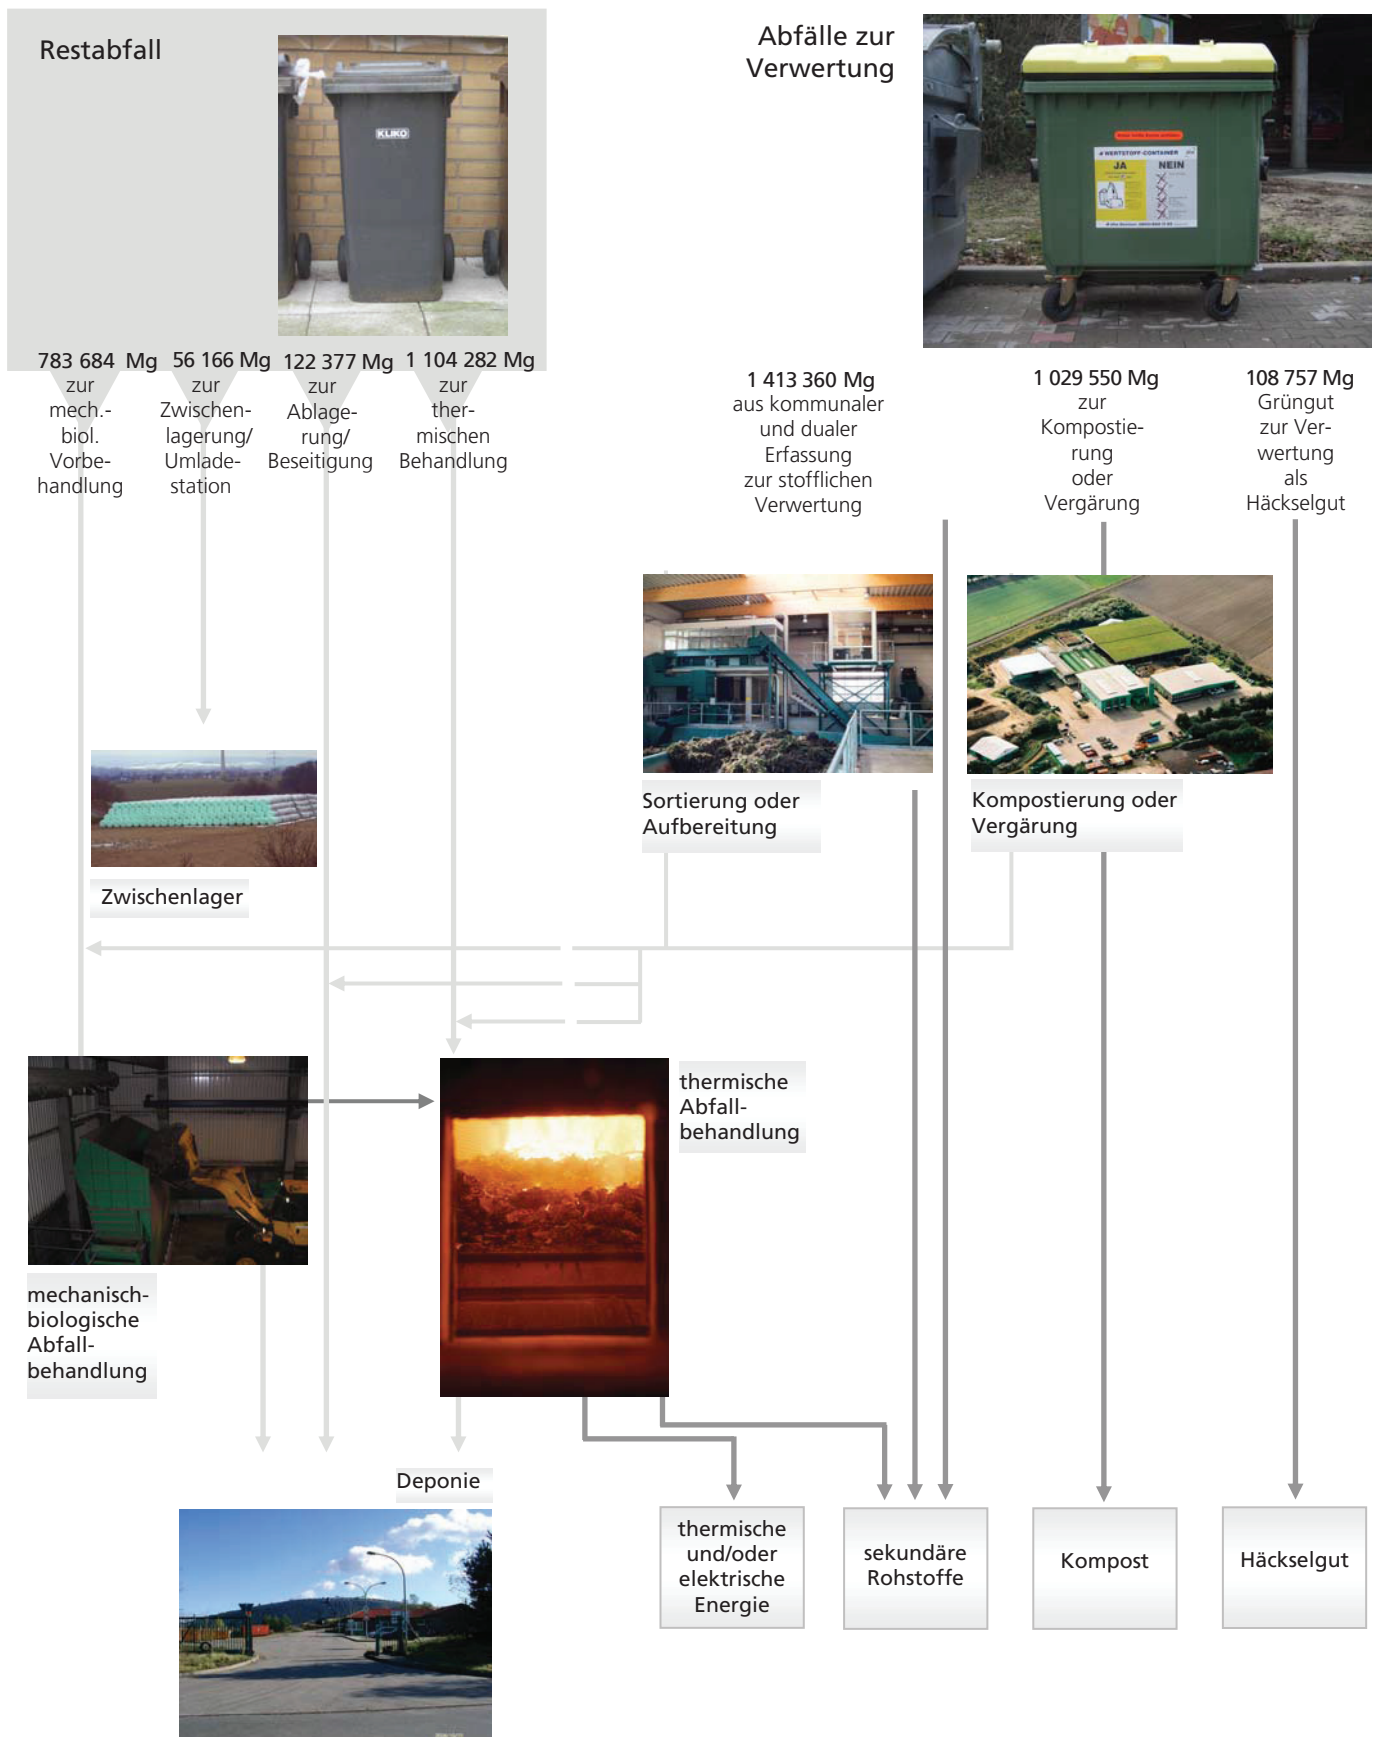 Restabfall
KLIKO
Abfälle zur
Verwertung
WERTSTOFF-CONTAINER
JA NEIN
783 684 Mg
zur
mech.-
biol.
Vorbe-
handlung
56 166 Mg
zur
Zwischen-
lagerung/
Umlade-
station
122 377 Mg
zur
Ablage-
rung/
Beseitigung
1 104 282 Mg
zur
ther-
mischen
Behandlung
1 413 360 Mg
aus kommunaler
und dualer
Erfassung
zur stofflichen
Verwertung
1 029 550 Mg
zur
Kompostie-
rung
oder
Vergärung
108 757 Mg
Grüngut
zur Ver-
wertung
als
Häckselgut
Sortierung oder
Aufbereitung
Kompostierung oder
Vergärung
Zwischenlager
thermische
Abfall-
behandlung
mechanisch-
biologische
Abfall-
behandlung
Deponie
thermische
und/oder
elektrische
Energie
sekundäre
Rohstoffe
Kompost
Häckselgut